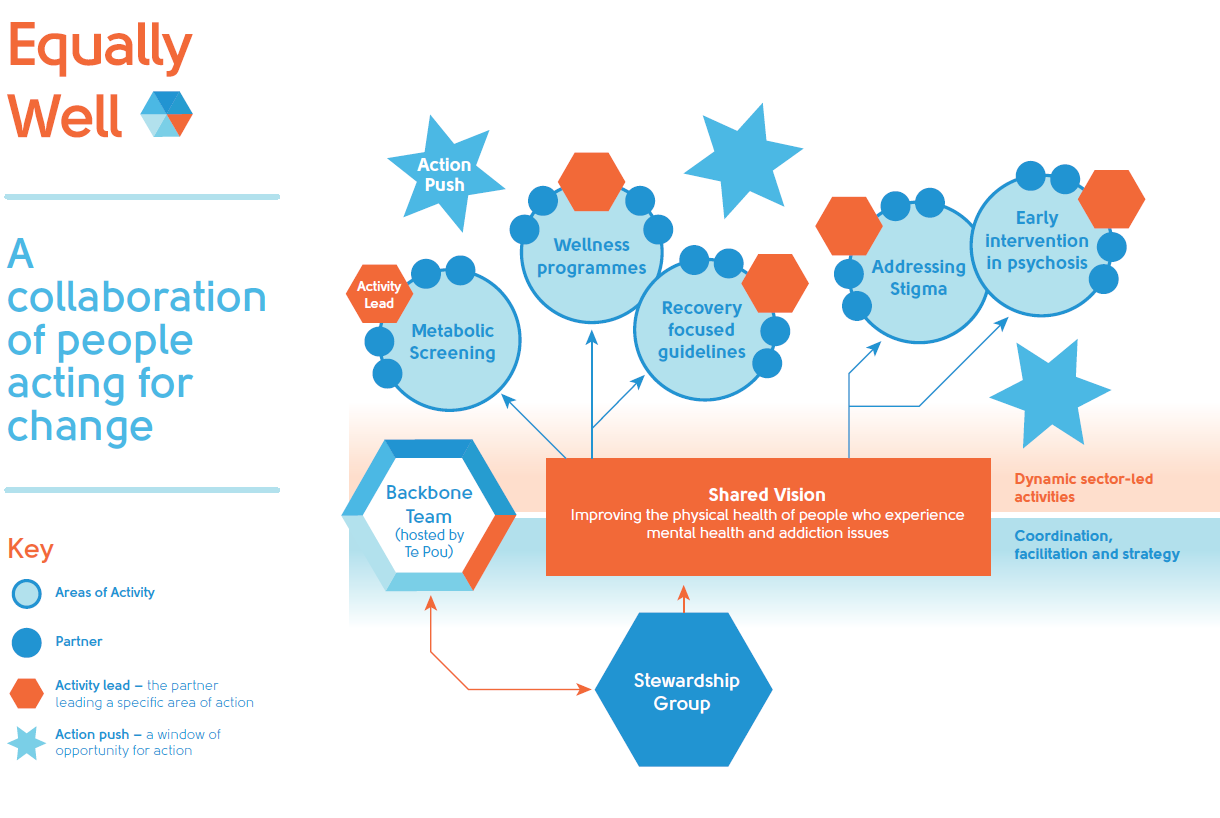 Equally
Well
A
collaboration
of people
acting for
change
Key
Areas of Activity
Partner
Activity lead – the partner
leading a specific area of action
Action push – a window of
opportunity for action
Action
Push
Activity
Lead
Metabolic
Screening
Wellness
programmes
Recovery
focused
guidelines
Addressing
Stigma
Early
intervention
in psychosis
Backbone
Team
(hosted by
Te Pou)
Shared Vision
Improving the physical health of people who experience
mental health and addiction issues
Dynamic sector-led
activities
Coordination,
facilitation and strategy
Stewardship
Group